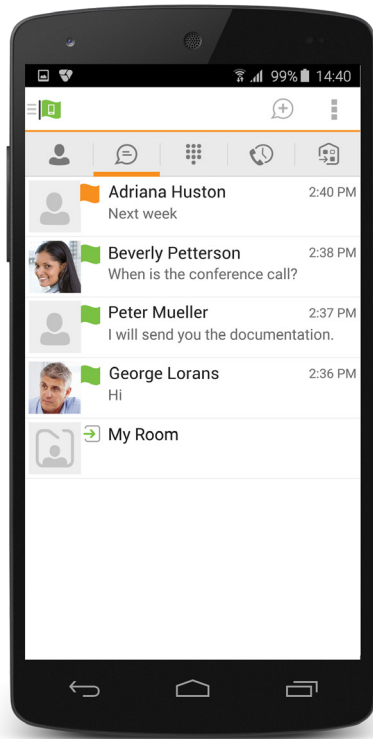 99% 14:40
Adriana Huston 2:40 PM
Next week
Beverly Petterson 2:38 PM
When is the conference call?
Peter Mueller 2:37 PM
I will send you the documentation.
George Lorans 2:36 PM
Hi
My Room